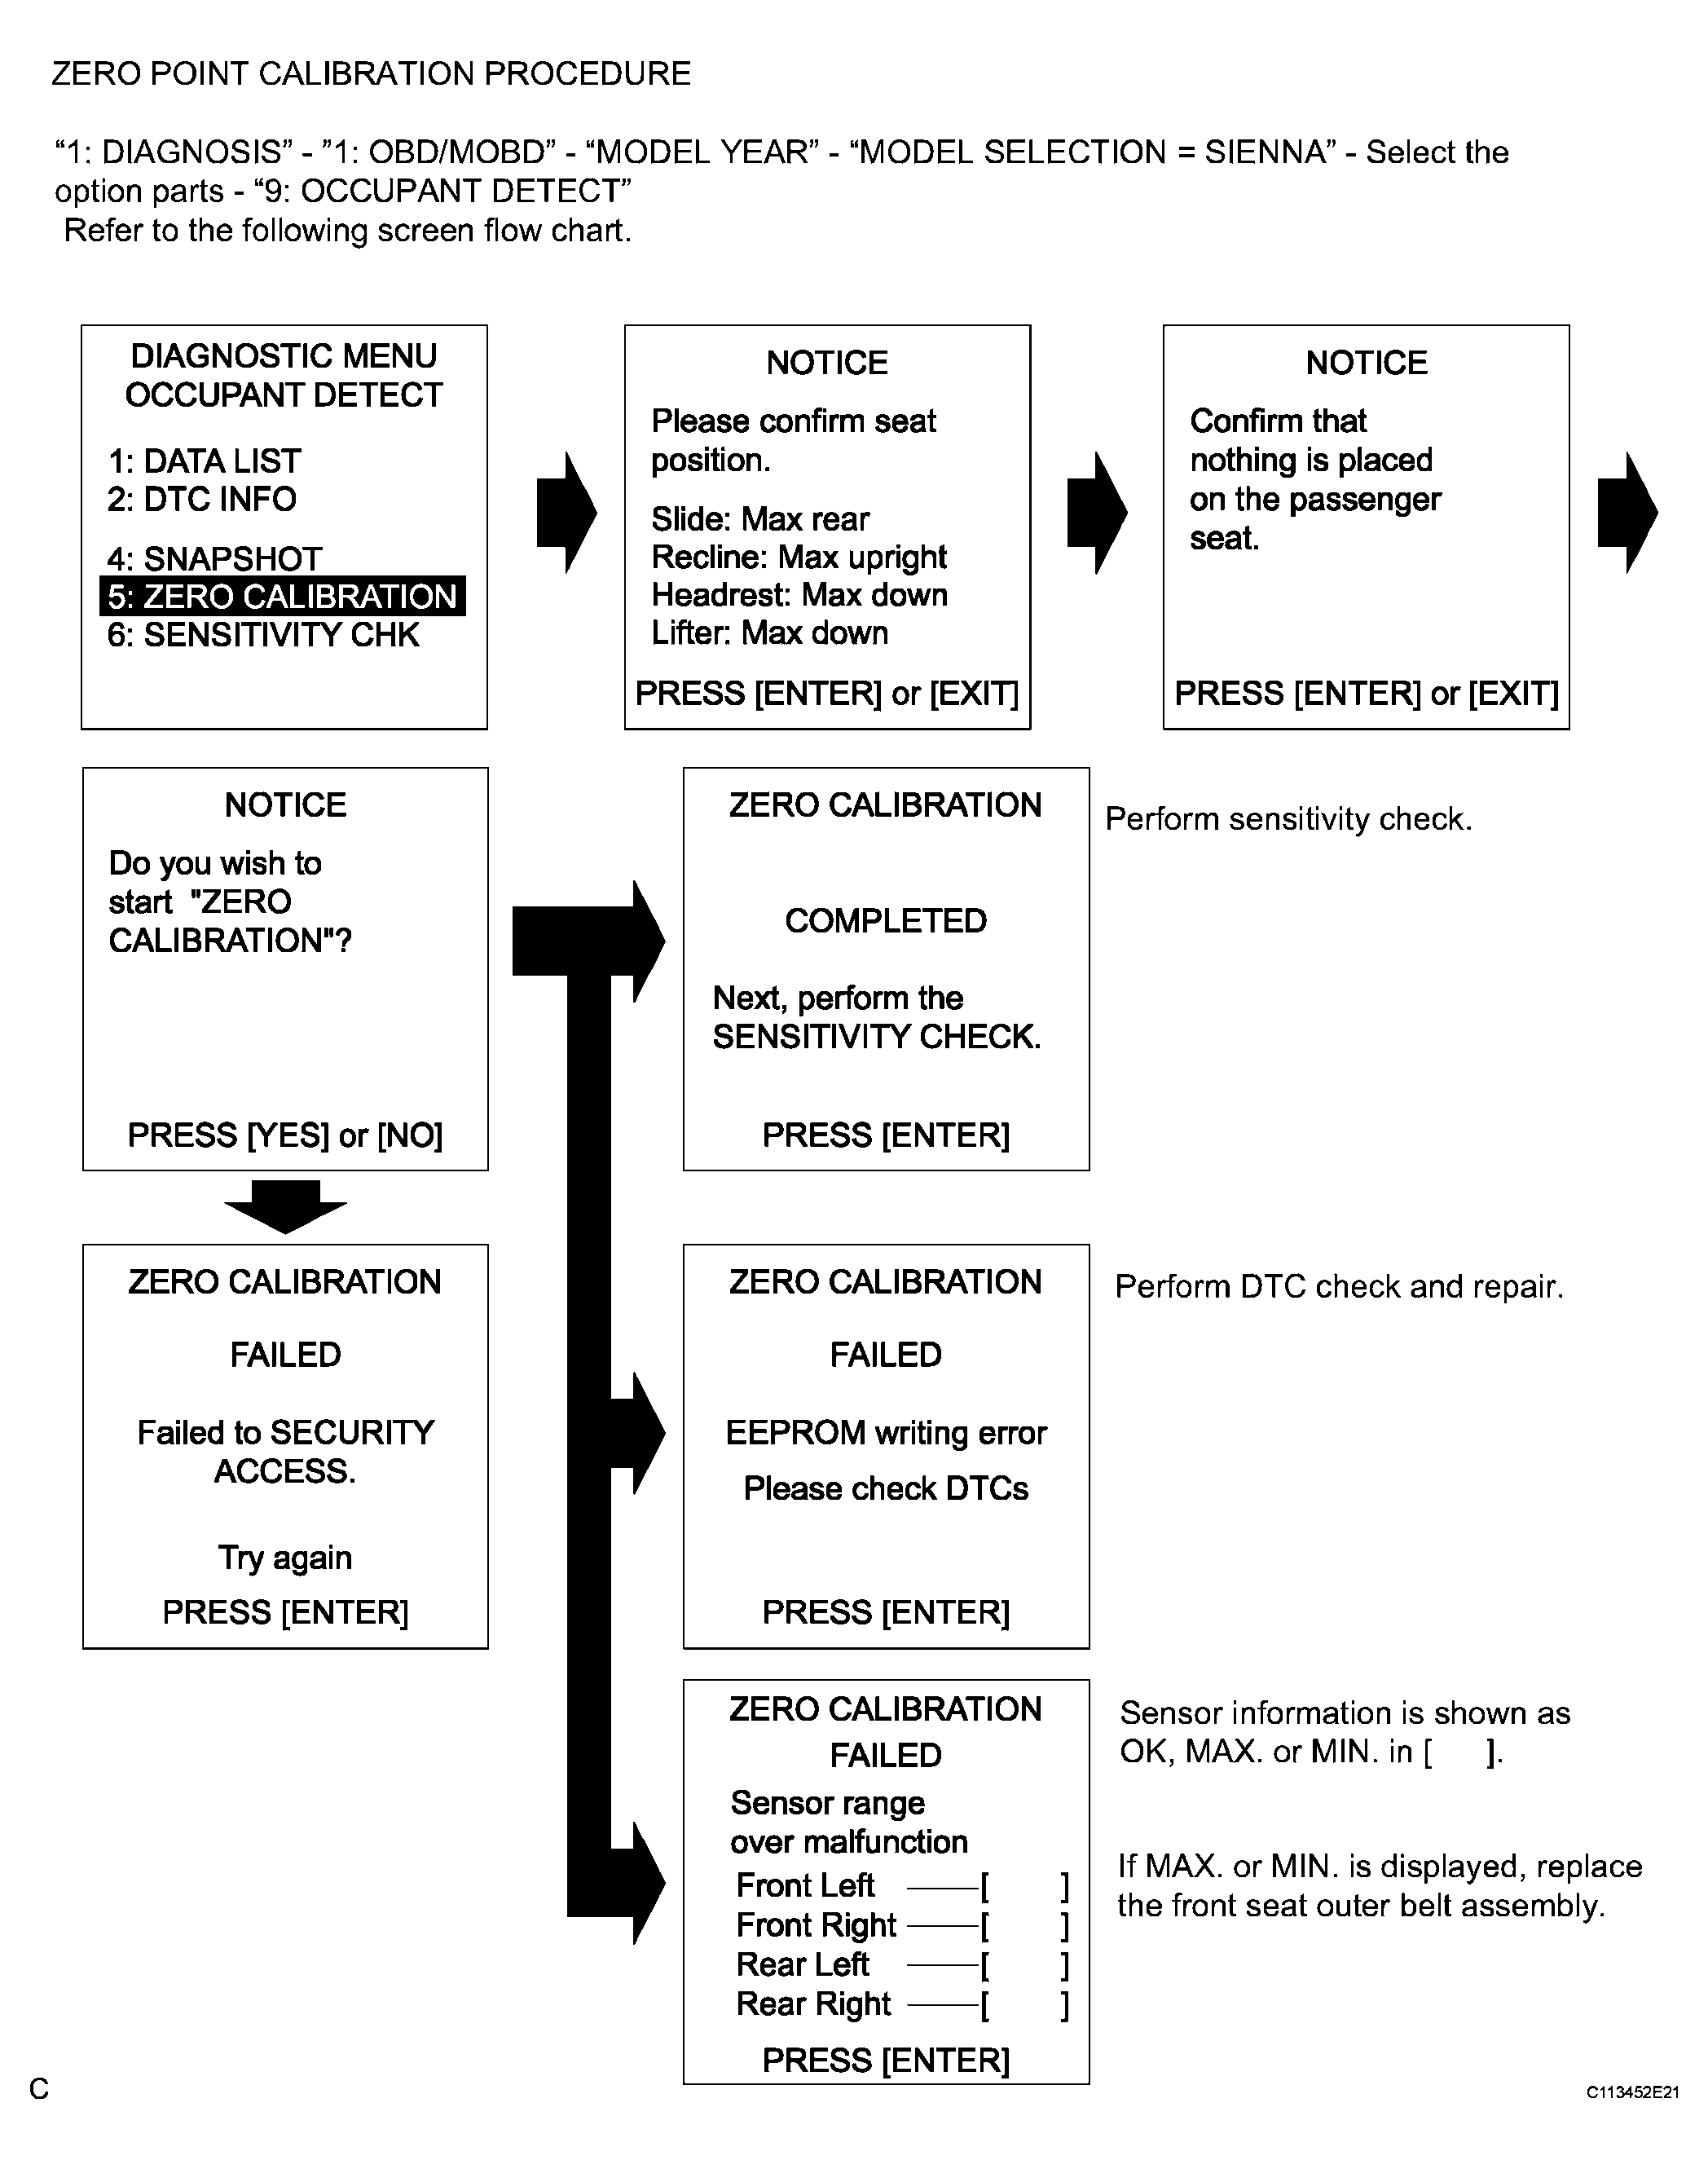 ZERO POINT CALIBRATION PROCEDURE
“1: DIAGNOSIS” - ”1: OBD/MOBD” - “MODEL YEAR” - “MODEL SELECTION = SIENNA” - Select the
option parts - “9: OCCUPANT DETECT”
Refer to the following screen flow chart.
DIAGNOSTIC MENU
OCCUPANT DETECT
1: DATA LIST
2: DTC INFO
4: SNAPSHOT
5: ZERO CALIBRATION
6: SENSITIVITY CHK
NOTICE
Please confirm seat
position.
Slide: Max rear
Recline: Max upright
Headrest: Max down
Lifter: Max down
PRESS [ENTER] or [EXIT]
NOTICE
Confirm that
nothing is placed
on the passenger
seat.
PRESS [ENTER] or [EXIT]
NOTICE
Do you wish to
start "ZERO
CALIBRATION"?
PRESS [YES] or [NO]
ZERO CALIBRATION
COMPLETED
Next, perform the
SENSITIVITY CHECK.
PRESS [ENTER]
Perform sensitivity check.
ZERO CALIBRATION
FAILED
Failed to SECURITY
ACCESS.
Try again
PRESS [ENTER]
ZERO CALIBRATION
FAILED
EEPROM writing error
Please check DTCs
PRESS [ENTER]
Perform DTC check and repair.
ZERO CALIBRATION
FAILED
Sensor range
over malfunction
Front Left [ ]
Front Right [ ]
Rear Left [ ]
Rear Right [ ]
PRESS [ENTER]
Sensor information is shown as
OK, MAX. or MIN. in [ ].
If MAX. or MIN. is displayed, replace
the front seat outer belt assembly.
C
C113452E21